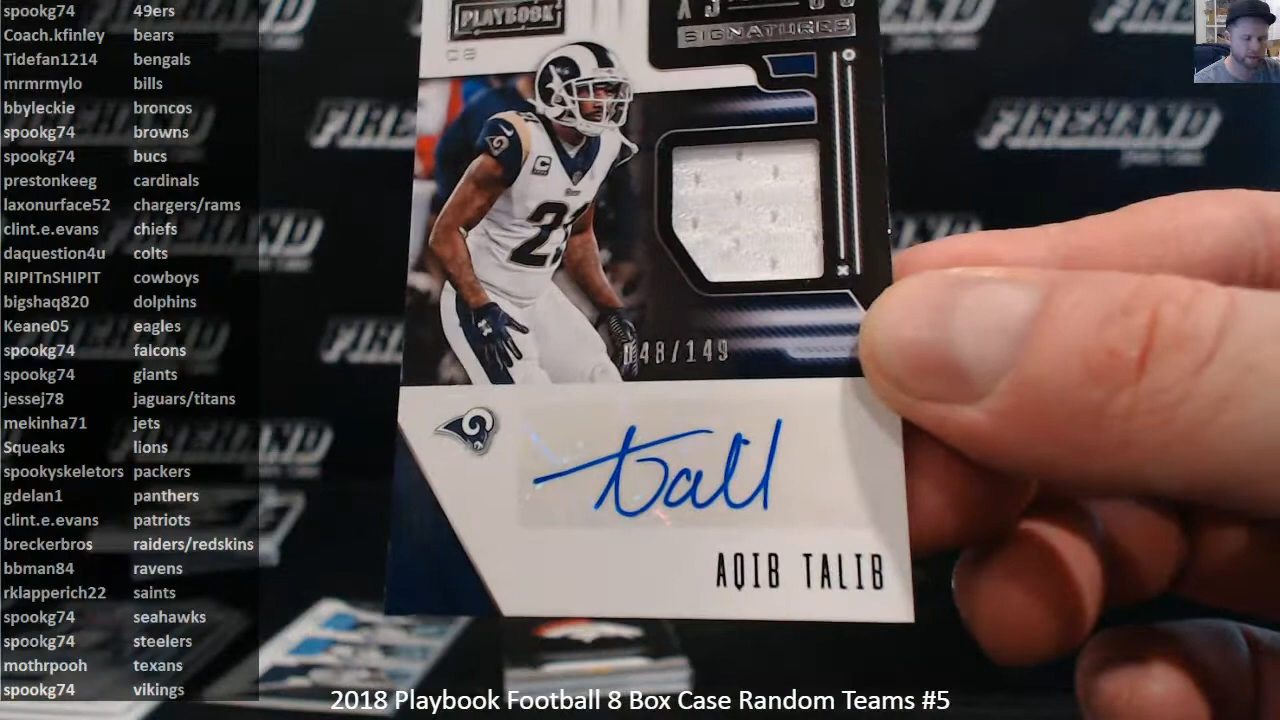 spookg74 49ers
Coach.kfinley bears
Tidefan1214 bengals
mrmrmylo bills
bbyleckie broncos
spookg74 browns
spookg74 bucs
prestonkeeg cardinals
laxonurface52 chargers/rams
clint.e.evans chiefs
daquestion4u colts
RIPITnSHIPIT cowboys
bigshaq820 dolphins
Keane05 eagles
spookg74 falcons
spookg74 giants
jessej78 jaguars/titans
mekinha71 jets
Squeaks lions
spookyskeletors packers
gdelan1 panthers
clint.e.evans patriots
breckerbros raiders/redskins
bbman84 ravens
rklapperich22 saints
spookg74 seahawks
spookg74 steelers
mothrpooh texans
spookg74 vikings
PLAYBOOK
CB
SIGNATURES
FIREHAND
FIREHAND
21
048/149
AQIB TALIB
2018 Playbook Football 8 Box Case Random Teams #5